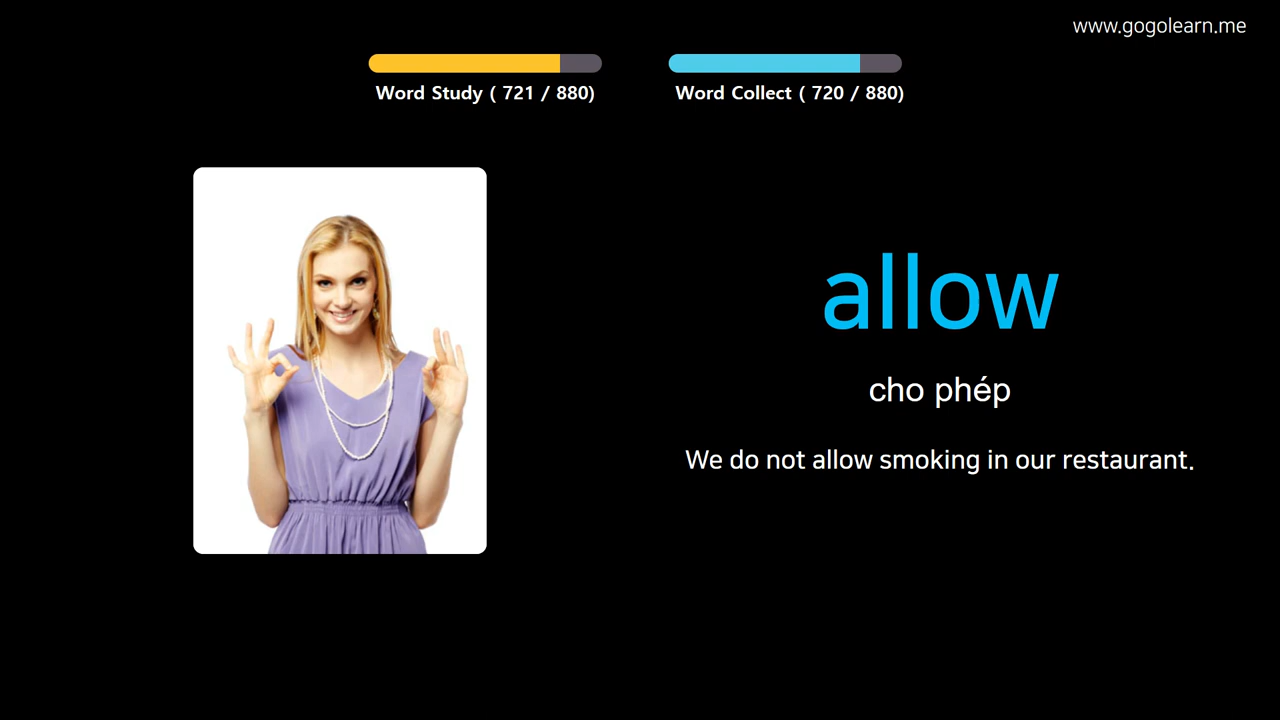 www.gogolearn.me
Word Study ( 721 / 880)
Word Collect ( 720 / 880)
allow
cho phép
We do not allow smoking in our restaurant.